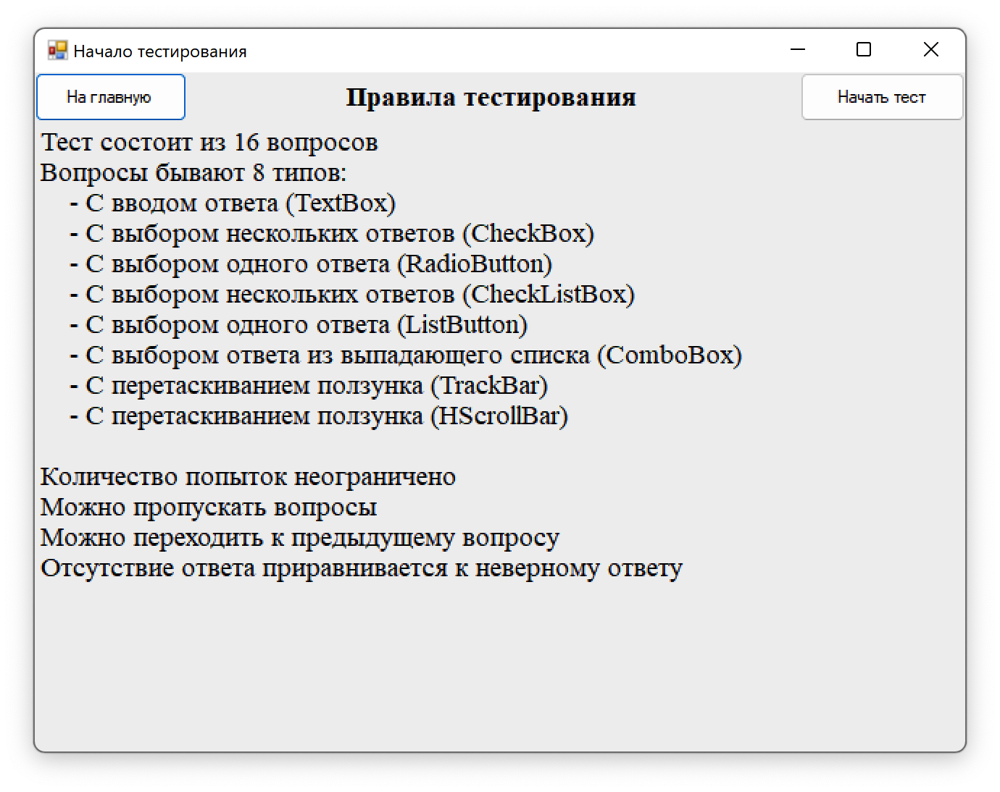 Начало тестирования
На главную
Правила тестирования
Начать тест
Тест состоит из 16 вопросов
Вопросы бывают 8 типов:
- С вводом ответа (TextBox)
- С выбором нескольких ответов (CheckBox)
- С выбором одного ответа (RadioButton)
- С выбором нескольких ответов (CheckListBox)
- С выбором одного ответа (ListButton)
- С выбором ответа из выпадающего списка (ComboBox)
- С перетаскиванием ползунка (TrackBar)
- С перетаскиванием ползунка (HScrollBar)
Количество попыток неограничено
Можно пропускать вопросы
Можно переходить к предыдущему вопросу
Отсутствие ответа приравнивается к неверному ответу